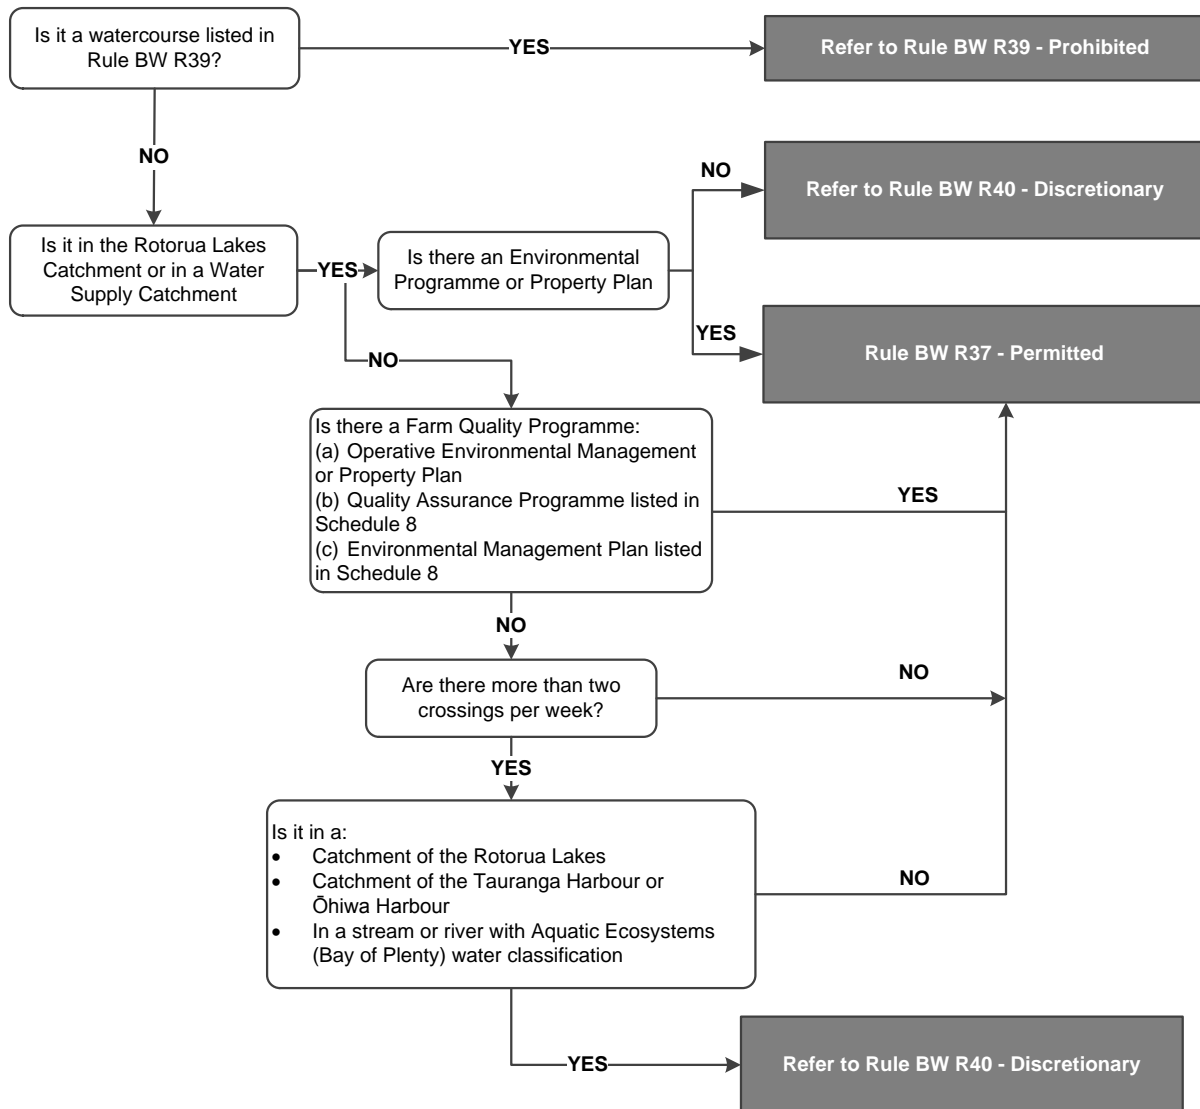 Is it a watercourse listed in
Rule BW R39?
YES
Refer to Rule BW R39 - Prohibited
NO
NO
Refer to Rule BW R40 - Discretionary
Is it in the Rotorua Lakes
Catchment or in a Water
Supply Catchment
YES
Is there an Environmental
Programme or Property Plan
YES
Rule BW R37 - Permitted
NO
Is there a Farm Quality Programme:
(a) Operative Environmental Management
or Property Plan
(b) Quality Assurance Programme listed in
Schedule 8
(c) Environmental Management Plan listed
in Schedule 8
YES
NO
Are there more than two
crossings per week?
NO
YES
Is it in a:
• Catchment of the Rotorua Lakes
• Catchment of the Tauranga Harbour or
Ōhiwa Harbour
• In a stream or river with Aquatic Ecosystems
(Bay of Plenty) water classification
NO
YES
Refer to Rule BW R40 - Discretionary